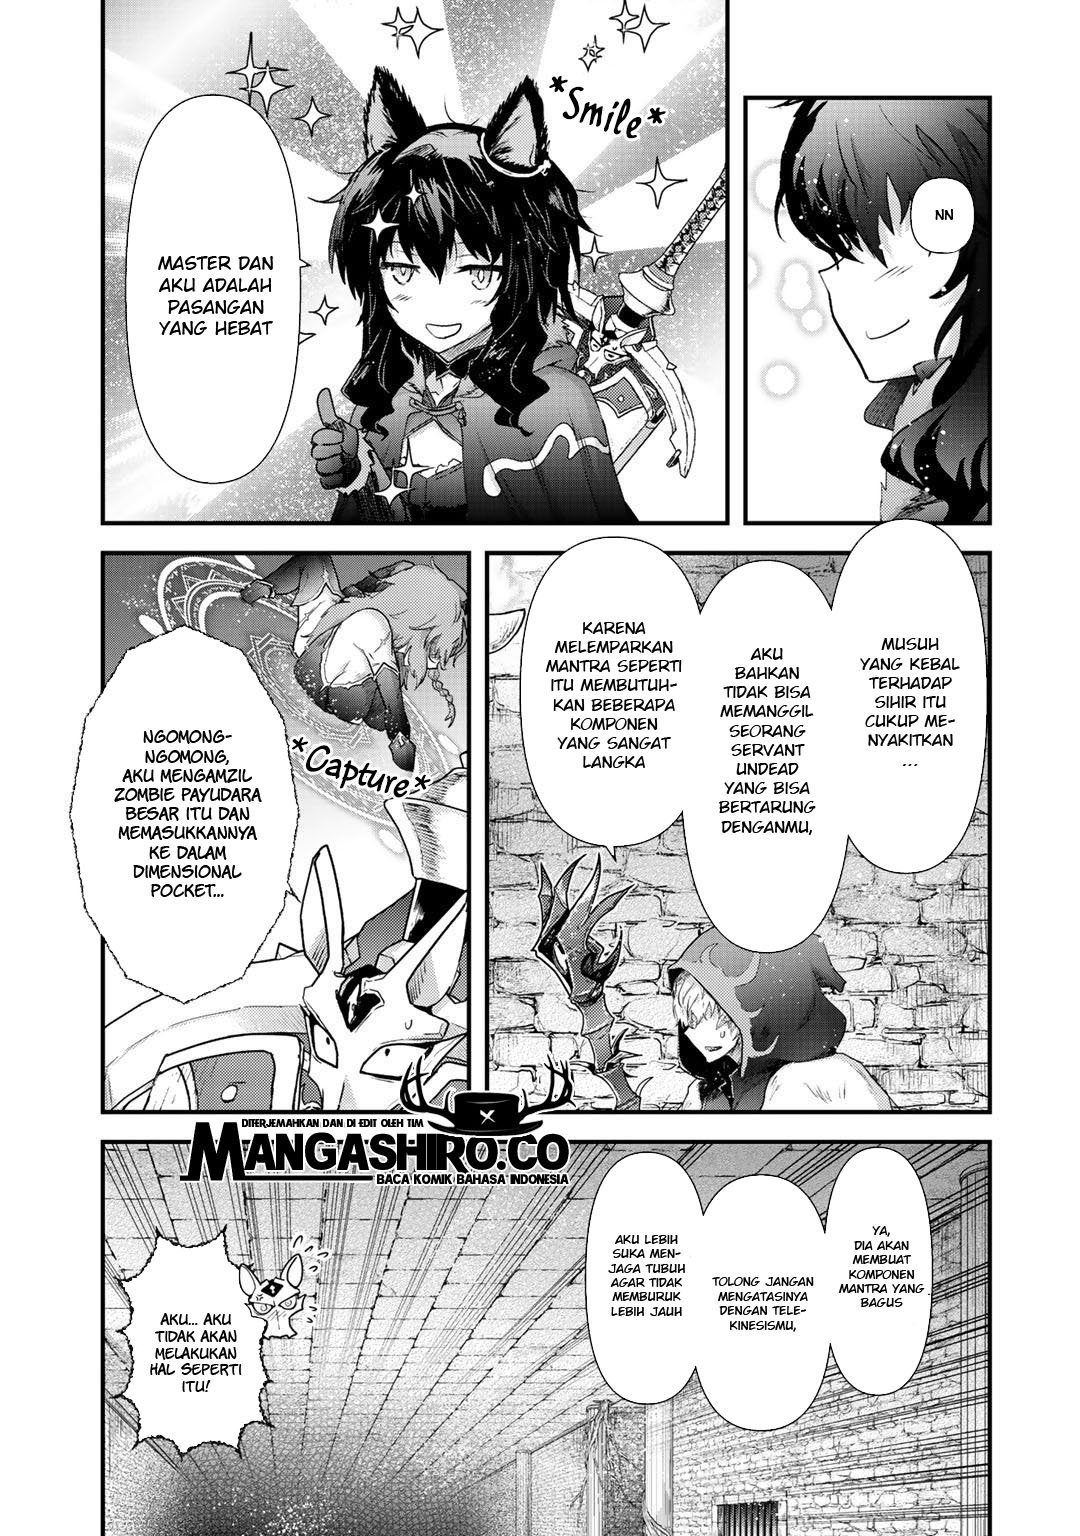 NN
*Smile*
MASTER DAN
AKU ADALAH
PASANGAN
YANG HEBAT
MUSUH
YANG KEBAL
TERHADAP
SIHIR ITU
CUKUP ME-
NYAKITKAN
...
AKU
BAHKAN
TIDAK BISA
MEMANGGIL
SEORANG
SERVANT
UNDEAD
YANG BISA
BERTARUNG
DENGANMU,
KARENA
MELEMPARKAN
MANTRA SEPERTI
ITU MEMBUTUH-
KAN BEBERAPA
KOMPONEN
YANG SANGAT
LANGKA
*Capture*
NGOMONG-
NGOMONG,
AKU MENGAMZIL
ZOMBIE PAYUDARA
BESAR ITU DAN
MEMASUKKANNYA
KE DALAM
DIMENSIONAL
POCKET...
DITERJEMAHKAN DAN DI EDIT OLEH TIM
MANGASHIRO.CO
BACA KOMIK BAHASA INDONESIA
YA,
DIA AKAN
MEMBUAT
KOMPONEN
MANTRA YANG
BAGUS
TOLONG JANGAN
MENGATASINYA
DENGAN TELE-
KINESISMU,
AKU LEBIH
SUKA MEN-
JAGA TUBUH
AGAR TIDAK
MEMBURUK
LEBIH JAUH
AKU... AKU
TIDAK AKAN
MELAKUKAN
HAL SEPERTI
ITU!